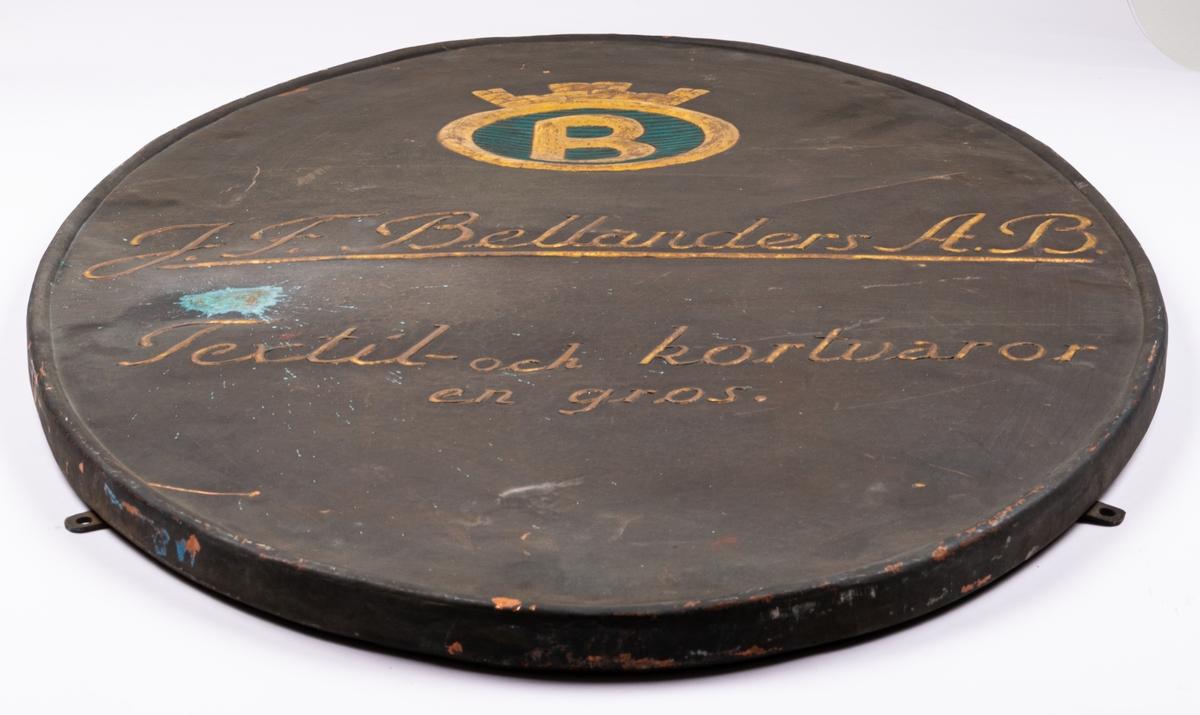 B
J. F. Bellanders A.B.
Textil- och kortvaror
en gros.